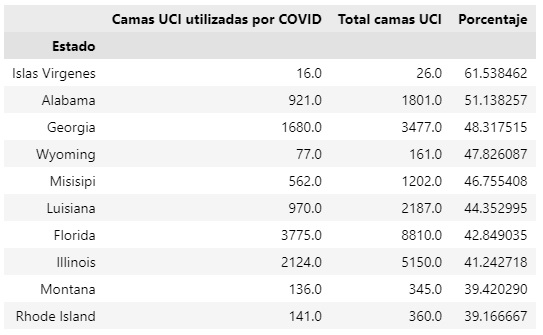 Camas UCI utilizadas por COVID Total camas UCI Porcentaje
Estado
Islas Virgenes 16.0 26.0 61.538462
Alabama 921.0 1801.0 51.138257
Georgia 1680.0 3477.0 48.317515
Wyoming 77.0 161.0 47.826087
Misisipi 562.0 1202.0 46.755408
Luisiana 970.0 2187.0 44.352995
Florida 3775.0 8810.0 42.849035
Illinois 2124.0 5150.0 41.242718
Montana 136.0 345.0 39.420290
Rhode Island 141.0 360.0 39.166667